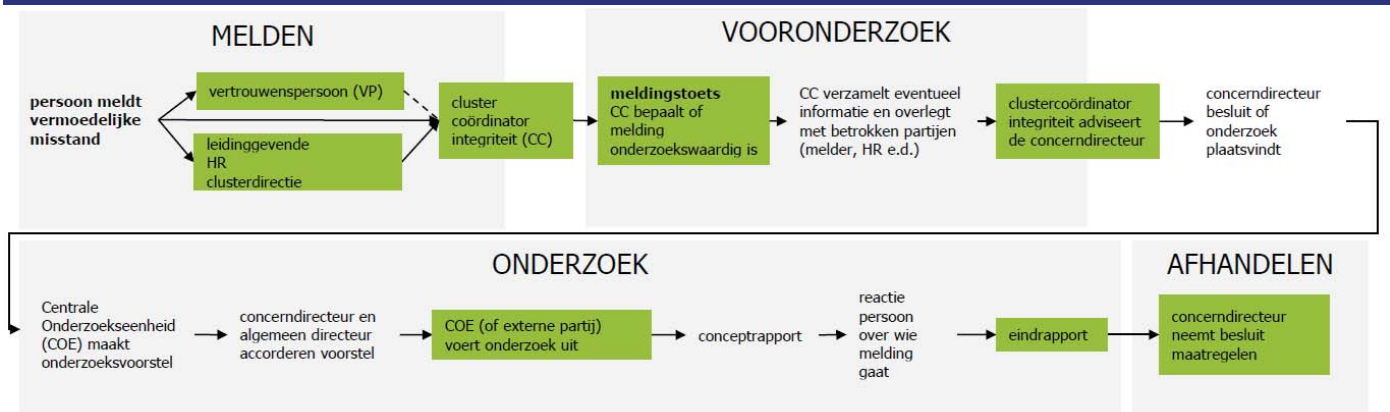 MELDEN
persoon meldt
vermoedelijke
misstand
vertrouwenspersoon (VP)
leidinggevende
HR
clusterdirectie
cluster
coördinator
integriteit (CC)
VOORONDERZOEK
meldingstoets
CC bepaalt of
melding
onderzoekswaardig is
CC verzamelt eventueel
informatie en overlegt
met betrokken partijen
(melder, HR e.d.)
clustercoördinator
integriteit adviseert
de concerndirecteur
concerndirecteur
besluit of
onderzoek
plaatsvindt
ONDERZOEK
Centrale
Onderzoekseenheid
(COE) maakt
onderzoeksvoorstel
concerndirecteur en
algemeen directeur
accorderen voorstel
COE (of externe partij)
voert onderzoek uit
conceptrapport
reactie
persoon
over wie
melding
gaat
eindrapport
AFHANDELEN
concerndirecteur
neemt besluit
maatregelen